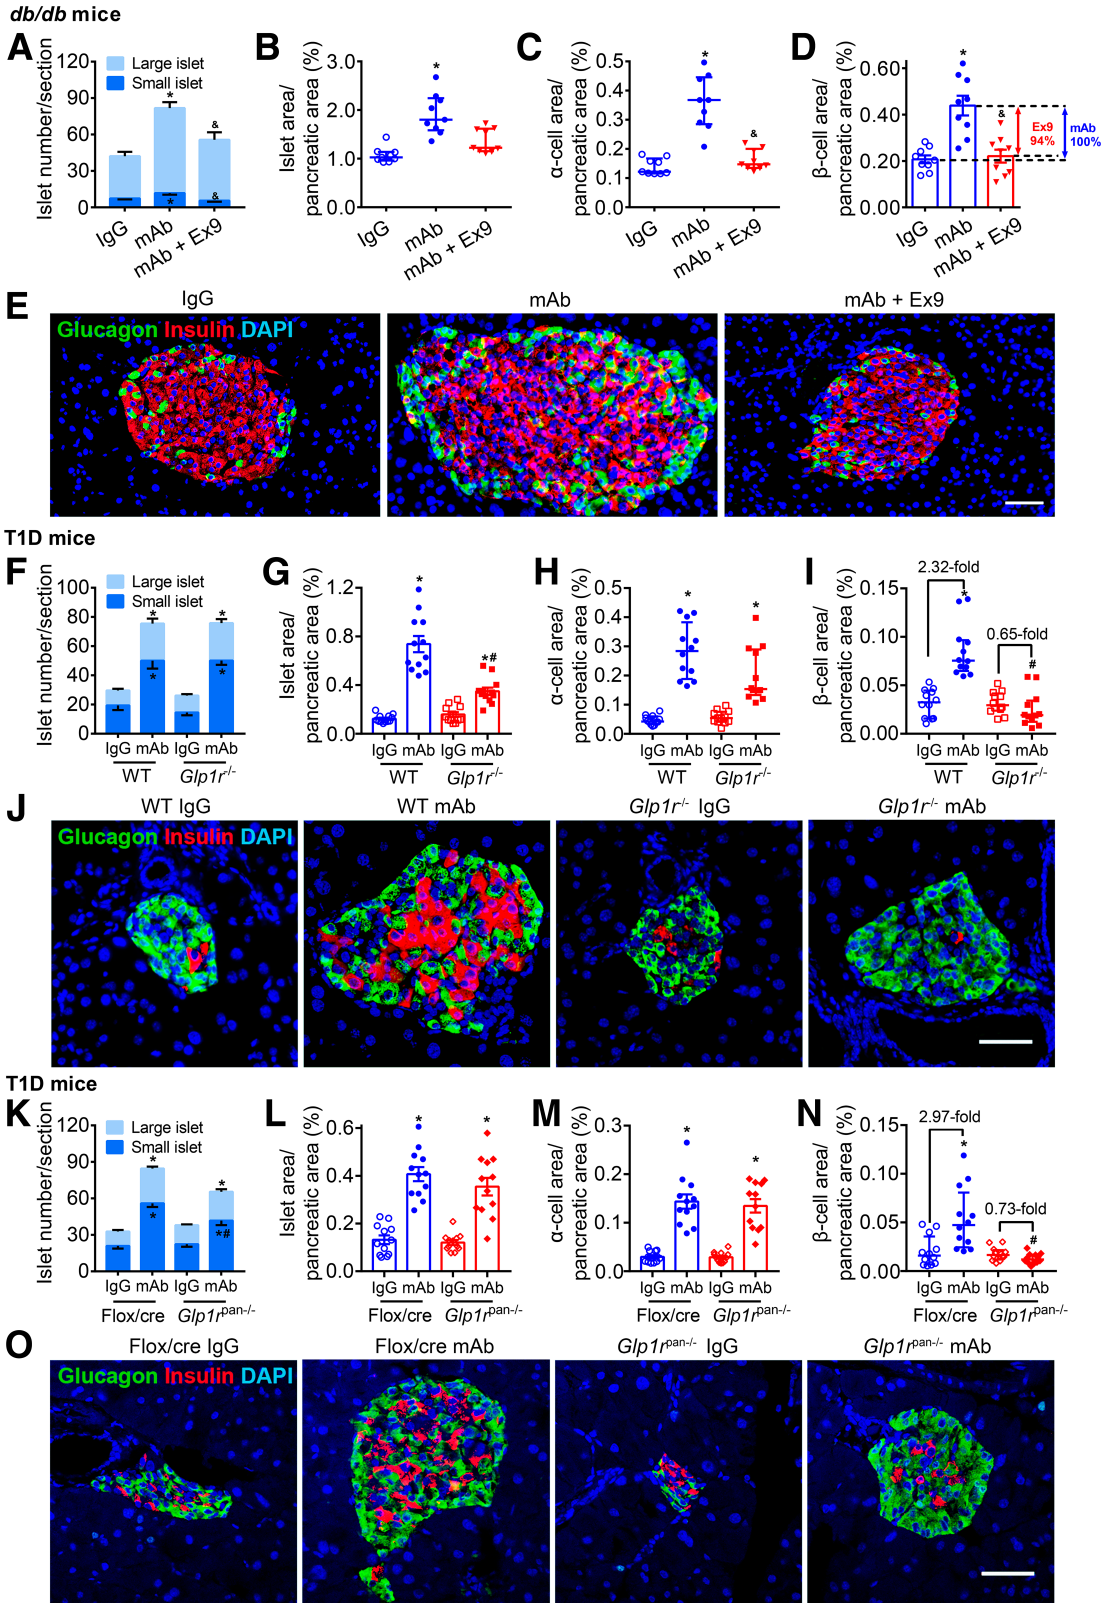 db/db mice
A
Islet number/section
120
90
60
30
0
Large islet
Small islet
*
*
&
&
IgG
mAb
mAb + Ex9
B
Islet area/
pancreatic area (%)
3.0
2.0
1.0
0.0
*
IgG
mAb
mAb + Ex9
C
α-cell area/
pancreatic area (%)
0.5
0.4
0.3
0.2
0.1
0.0
*
&
IgG
mAb
mAb + Ex9
D
β-cell area/
pancreatic area (%)
0.60
0.40
0.20
0.00
*
&
Ex9
94%
mAb
100%
IgG
mAb
mAb + Ex9
E
IgG
mAb
mAb + Ex9
Glucagon Insulin DAPI
T1D mice
F
Islet number/section
100
80
60
40
20
0
Large islet
Small islet
*
*
*
*
IgG mAb IgG mAb
WT Glp1r-/-
G
Islet area/
pancreatic area (%)
1.2
0.8
0.4
0.0
*
*#
IgG mAb IgG mAb
WT Glp1r-/-
H
α-cell area/
pancreatic area (%)
0.5
0.4
0.3
0.2
0.1
0.0
*
*
IgG mAb IgG mAb
WT Glp1r-/-
I
β-cell area/
pancreatic area (%)
0.15
0.10
0.05
0.00
2.32-fold
*
0.65-fold
#
IgG mAb IgG mAb
WT Glp1r-/-
J
WT IgG
WT mAb
Glp1r-/- IgG
Glp1r-/- mAb
Glucagon Insulin DAPI
T1D mice
K
Islet number/section
120
90
60
30
0
Large islet
Small islet
*
*
*
*#
IgG mAb IgG mAb
Flox/cre Glp1rpan-/-
L
Islet area/
pancreatic area (%)
0.6
0.4
0.2
0.0
*
*
IgG mAb IgG mAb
Flox/cre Glp1rpan-/-
M
α-cell area/
pancreatic area (%)
0.3
0.2
0.1
0.0
*
*
IgG mAb IgG mAb
Flox/cre Glp1rpan-/-
N
β-cell area/
pancreatic area (%)
0.15
0.10
0.05
0.00
2.97-fold
*
0.73-fold
#
IgG mAb IgG mAb
Flox/cre Glp1rpan-/-
O
Flox/cre IgG
Flox/cre mAb
Glp1rpan-/- IgG
Glp1rpan-/- mAb
Glucagon Insulin DAPI